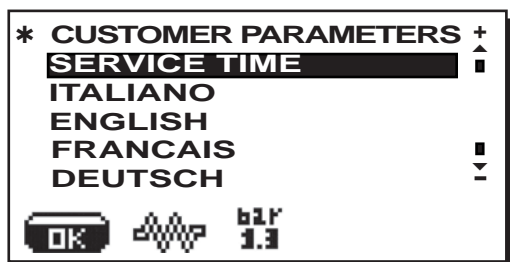 * CUSTOMER PARAMETERS +
SERVICE TIME
ITALIANO
ENGLISH
FRANCAIS
DEUTSCH -
OK bar
1.3